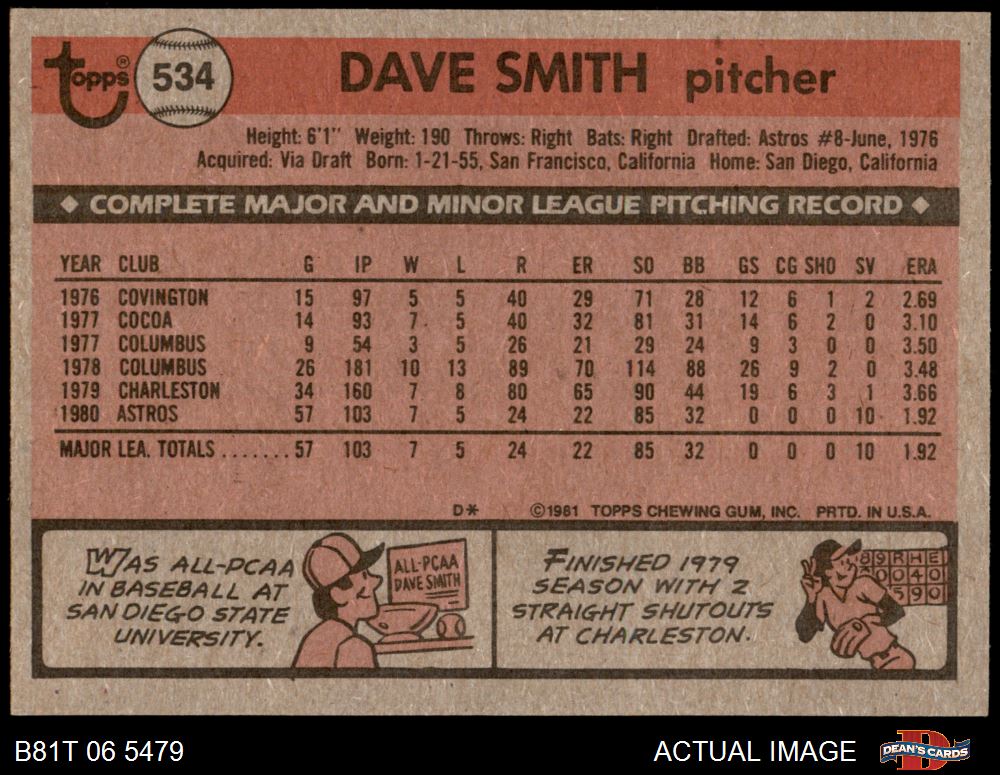 Topps® 534 DAVE SMITH pitcher
Height: 6'1" Weight: 190 Throws: Right Bats: Right Drafted: Astros #8-June, 1976
Acquired: Via Draft Born: 1-21-55, San Francisco, California Home: San Diego, California
◆ COMPLETE MAJOR AND MINOR LEAGUE PITCHING RECORD ◆
YEAR CLUB G IP W L R ER SO BB GS CG SHO SV ERA
1976 COVINGTON 15 97 5 5 40 29 71 28 12 6 1 2 2.69
1977 COCOA 14 93 7 5 40 32 81 31 14 6 2 0 3.10
1977 COLUMBUS 9 54 3 5 26 21 29 24 9 3 0 0 3.50
1978 COLUMBUS 26 181 10 13 89 70 114 88 26 9 2 0 3.48
1979 CHARLESTON 34 160 7 8 80 65 90 44 19 6 3 1 3.66
1980 ASTROS 57 103 7 5 24 22 85 32 0 0 0 10 1.92
MAJOR LEA. TOTALS .......57 103 7 5 24 22 85 32 0 0 0 10 1.92
D* ©1981 TOPPS CHEWING GUM, INC. PRTD. IN U.S.A.
WAS ALL-PCAA
IN BASEBALL AT
SAN DIEGO STATE
UNIVERSITY.
ALL-PCAA
DAVE SMITH
FINISHED 1979
SEASON WITH 2
STRAIGHT SHUTOUTS
AT CHARLESTON.
8 9 R H E
0 0 4 0
5 9 0
B81T 06 5479 ACTUAL IMAGE DEAN'S CARDS